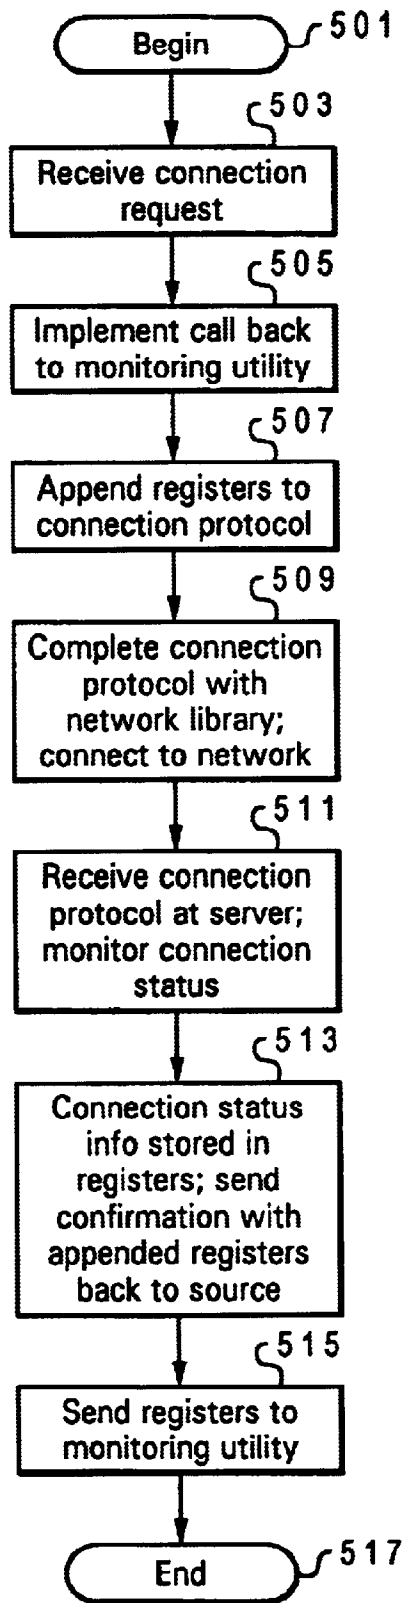 501
Begin
503
Receive connection
request
505
Implement call back
to monitoring utility
507
Append registers to
connection protocol
509
Complete connection
protocol with
network library;
connect to network
511
Receive connection
protocol at server;
monitor connection
status
513
Connection status
info stored in
registers; send
confirmation with
appended registers
back to source
515
Send registers to
monitoring utility
End
517